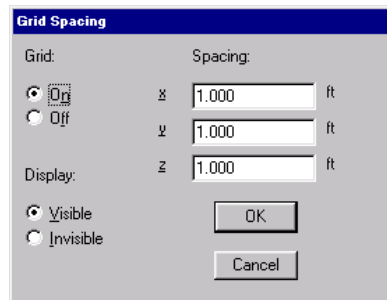 Grid Spacing
Grid: Spacing:
On x 1.000 ft
Off
y 1.000 ft
z 1.000 ft
Display:
Visible OK
Invisible
Cancel